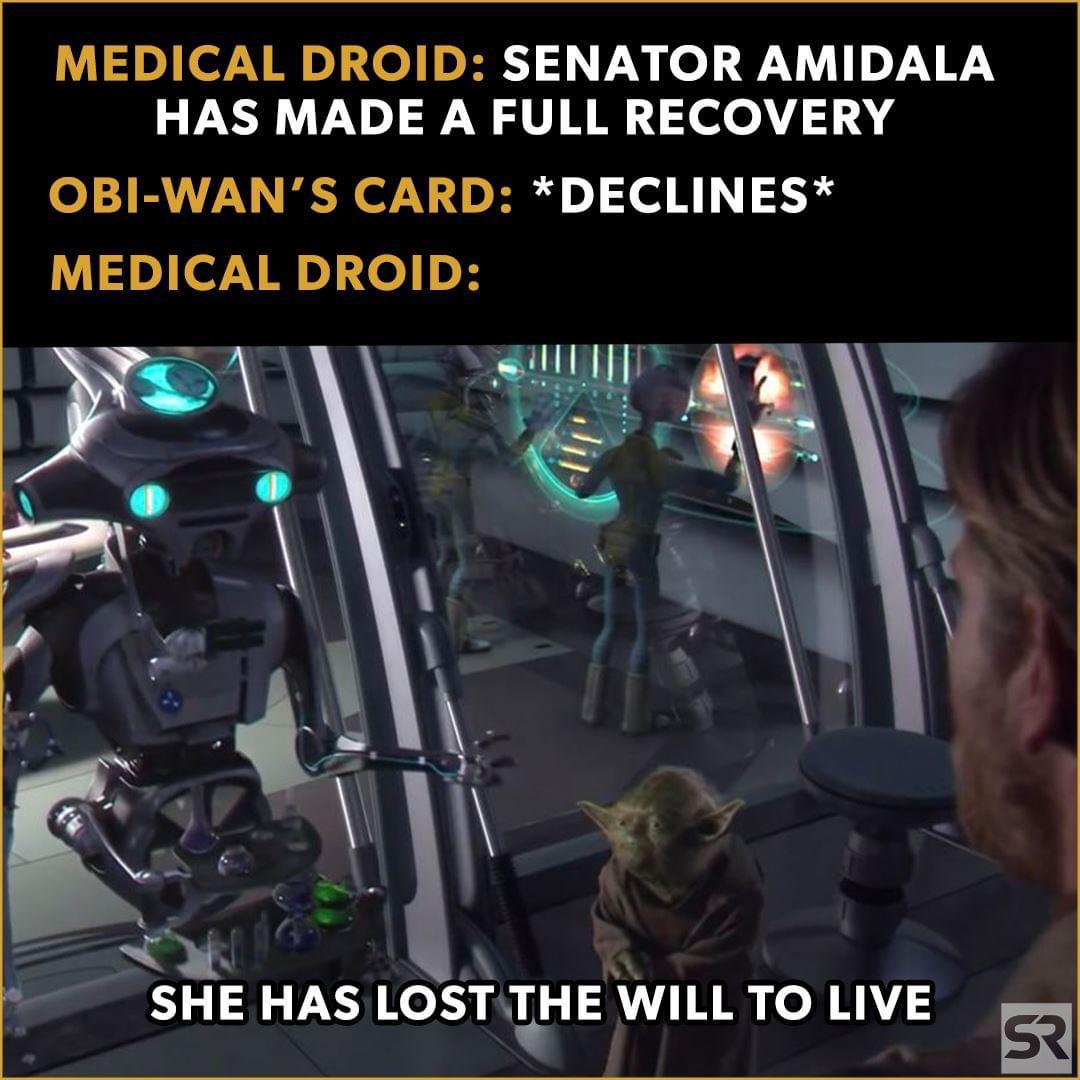 MEDICAL DROID: SENATOR AMIDALA
HAS MADE A FULL RECOVERY
OBI-WAN’S CARD: *DECLINES*
MEDICAL DROID:
SHE HAS LOST THE WILL TO LIVE
SR